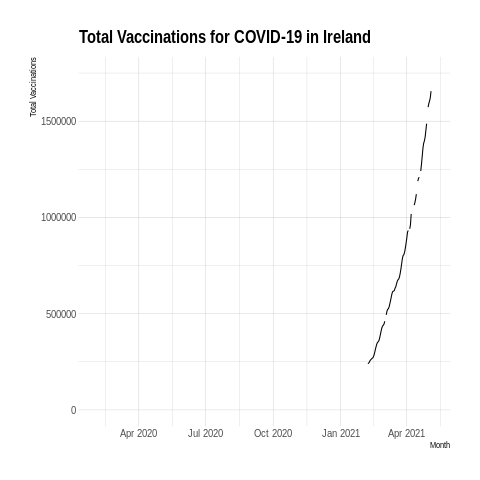 Total Vaccinations for COVID-19 in Ireland
Total Vaccinations
1500000
1000000
500000
0
Apr 2020 Jul 2020 Oct 2020 Jan 2021 Apr 2021
Month